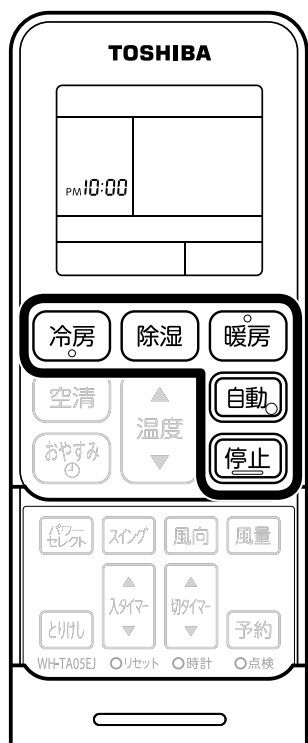 TOSHIBA
PM 10:00
冷房 除湿 暖房
空清 温度 自動
おやすみ 停止
パワーセレクト スイング 風向 風量
とりけし 入タイマー 切タイマー 予約
WH-TA05EJ リセット 時計 点検